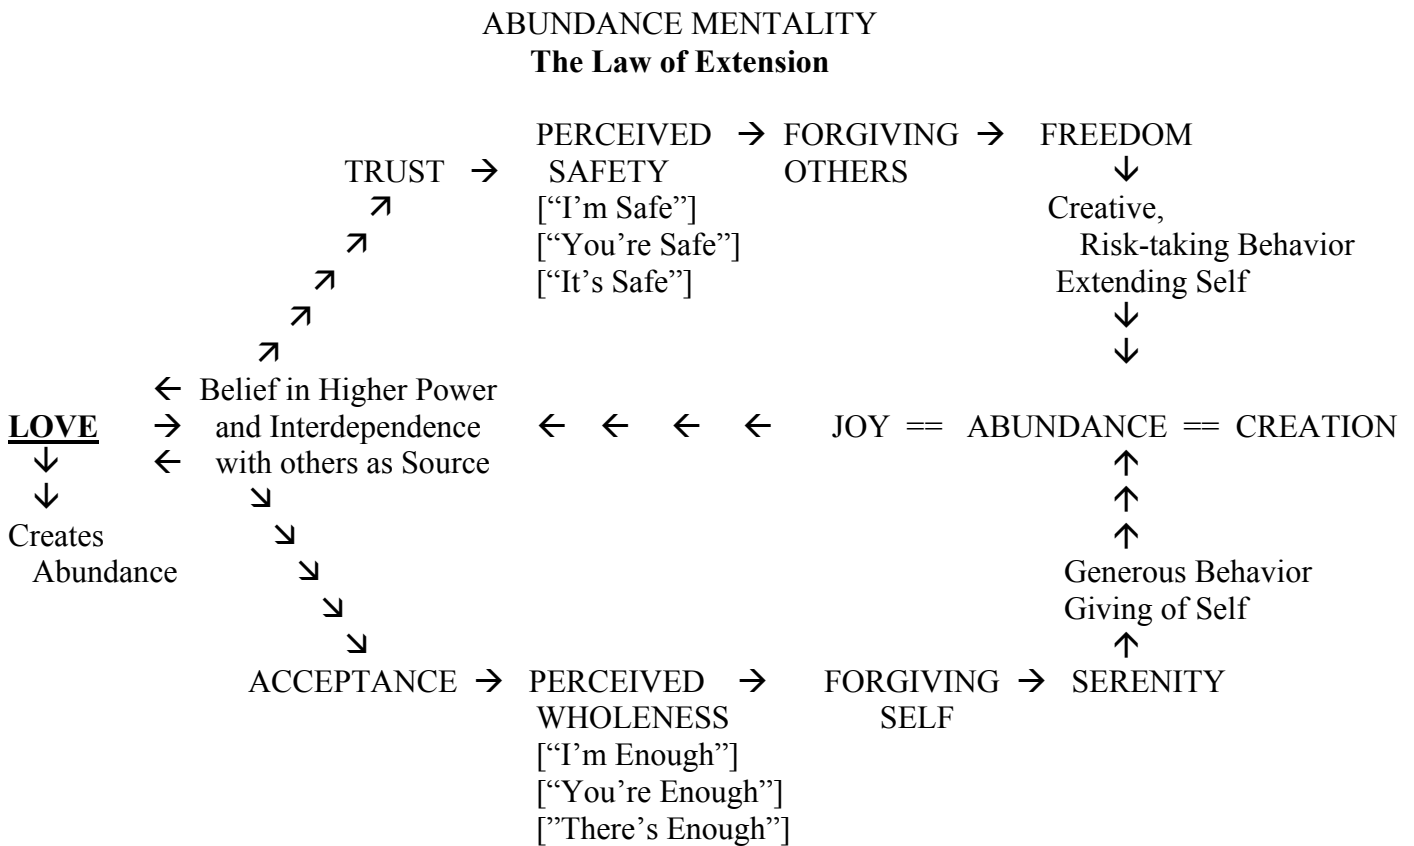 ABUNDANCE MENTALITY
The Law of Extension
PERCEIVED → FORGIVING → FREEDOM
TRUST → SAFETY OTHERS ↓
↗ [“I’m Safe”] Creative,
↗ [“You’re Safe”] Risk-taking Behavior
↗ [“It’s Safe”] Extending Self
↗ ↓
↗ ↓
← Belief in Higher Power
LOVE → and Interdependence ← ← ← ← JOY == ABUNDANCE == CREATION
↓ ← with others as Source ↑
↓ ↘ ↑
Creates ↘ ↑
Abundance ↘ Generous Behavior
↘ Giving of Self
↘ ↑
ACCEPTANCE → PERCEIVED → FORGIVING → SERENITY
WHOLENESS SELF
[“I’m Enough”]
[“You’re Enough”]
[”There’s Enough”]